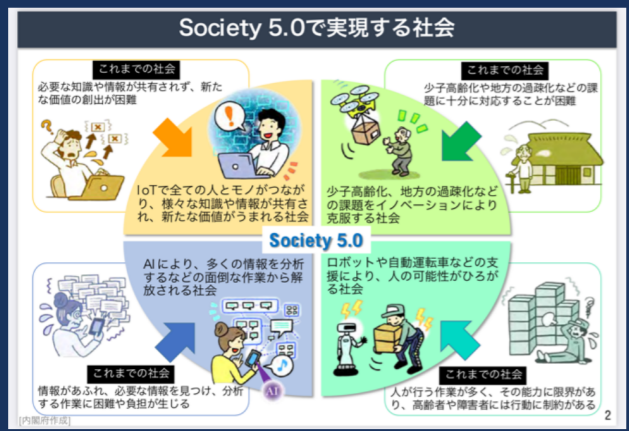 Society 5.0で実現する社会
これまでの社会
必要な知識や情報が共有されず、新た
な価値の創出が困難
これまでの社会
少子高齢化や地方の過疎化などの課
題に十分に対応することが困難
IoTで全ての人とモノがつなが
り、様々な知識や情報が共有さ
れ、新たな価値がうまれる社会
少子高齢化、地方の過疎化など
の課題をイノベーションにより
克服する社会
Society 5.0
AIにより、多くの情報を分析
するなどの面倒な作業から解
放される社会
ロボットや自動運転車などの支
援により、人の可能性がひろが
る社会
AI
これまでの社会
情報があふれ、必要な情報を見つけ、分析
する作業に困難や負担が生じる
これまでの社会
人が行う作業が多く、その能力に限界があ
り、高齢者や障害者には行動に制約がある
[内閣府作成]
2